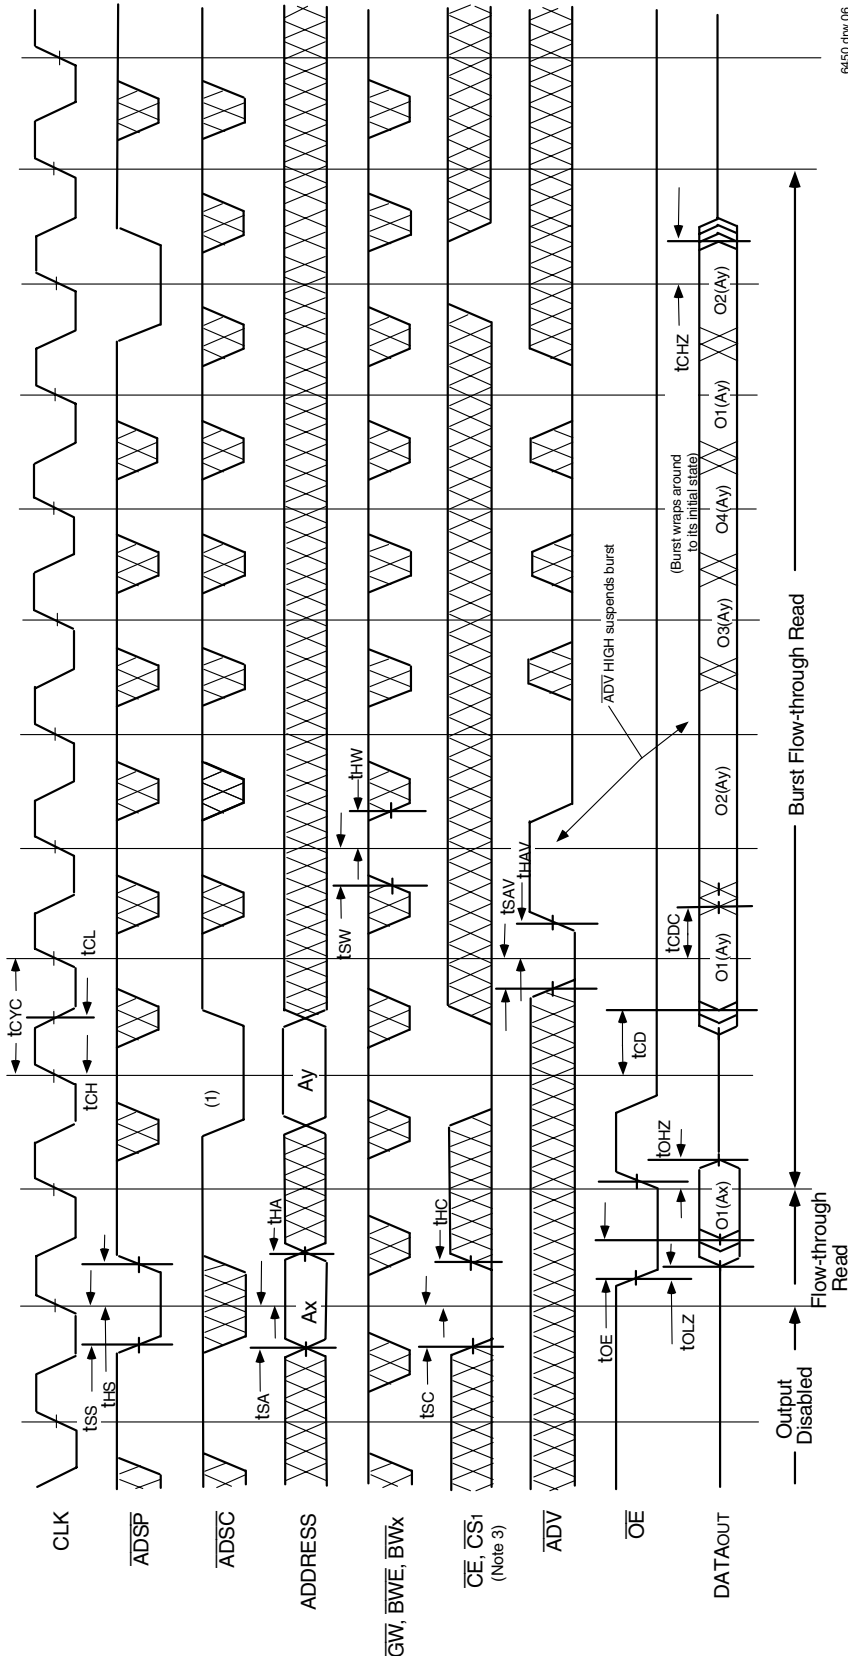 6450 drw 06
CLK
tCYC
tCH
tCL
tSS
tHS
ADSP
ADSC
(1)
tSA
tHA
ADDRESS
Ax
Ay
tSW
tHW
GW, BWE, BWx
tSC
tHC
CE, CS1
(Note 3)
tSAV
tHAV
ADV
ADV HIGH suspends burst
OE
tOE
tOHZ
tOLZ
tCD
tCDC
tCHZ
(Burst wraps around
to its initial state)
DATAOUT
O1(Ax)
O1(Ay)
O2(Ay)
O3(Ay)
O4(Ay)
O1(Ay)
O2(Ay)
Output
Disabled
Flow-through
Read
Burst Flow-through Read